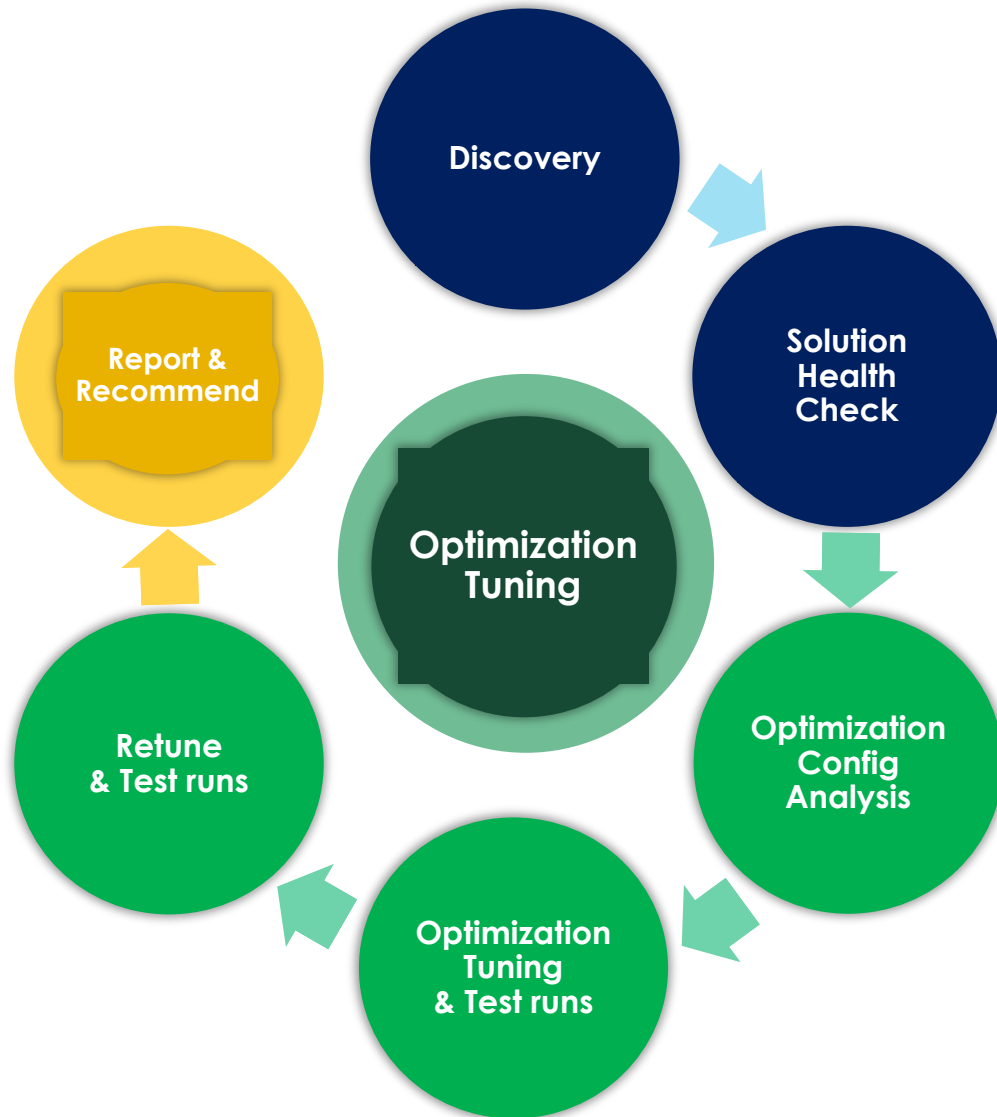 Discovery
Solution
Health
Check
Optimization
Config
Analysis
Optimization
Tuning
& Test runs
Retune
& Test runs
Report &
Recommend
Optimization
Tuning